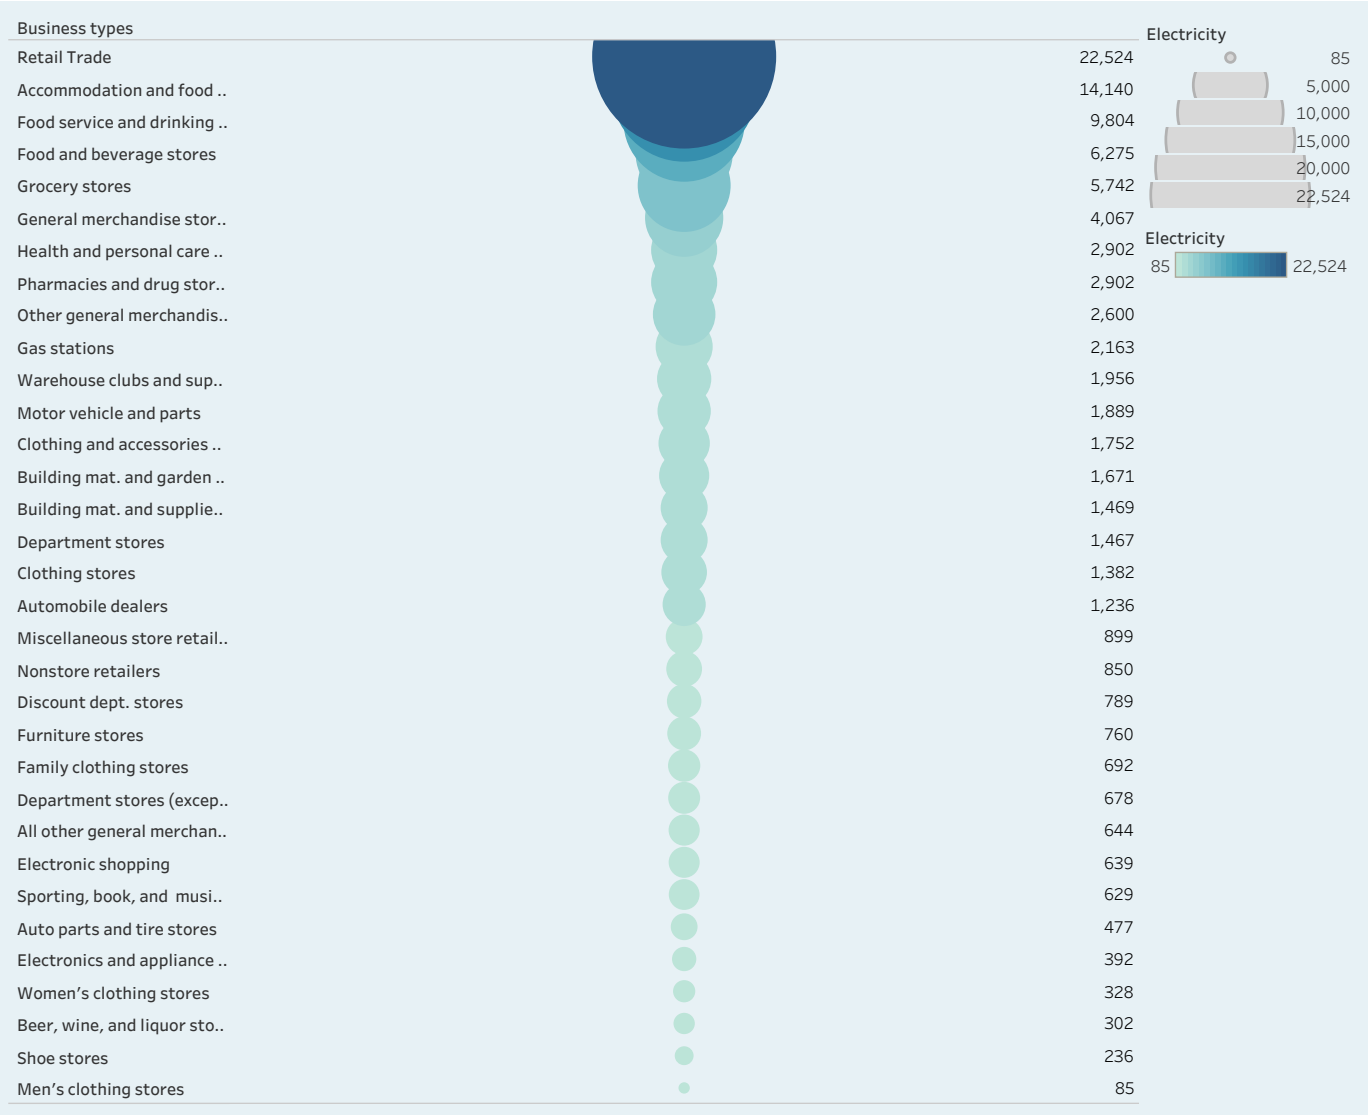 Business types
Retail Trade 22,524
Accommodation and food .. 14,140
Food service and drinking .. 9,804
Food and beverage stores 6,275
Grocery stores 5,742
General merchandise stor.. 4,067
Health and personal care .. 2,902
Pharmacies and drug stor.. 2,902
Other general merchandis.. 2,600
Gas stations 2,163
Warehouse clubs and sup.. 1,956
Motor vehicle and parts 1,889
Clothing and accessories .. 1,752
Building mat. and garden .. 1,671
Building mat. and supplie.. 1,469
Department stores 1,467
Clothing stores 1,382
Automobile dealers 1,236
Miscellaneous store retail.. 899
Nonstore retailers 850
Discount dept. stores 789
Furniture stores 760
Family clothing stores 692
Department stores (excep.. 678
All other general merchan.. 644
Electronic shopping 639
Sporting, book, and  musi.. 629
Auto parts and tire stores 477
Electronics and appliance .. 392
Women’s clothing stores 328
Beer, wine, and liquor sto.. 302
Shoe stores 236
Men’s clothing stores 85
Electricity
85
5,000
10,000
15,000
20,000
22,524
Electricity
85 22,524